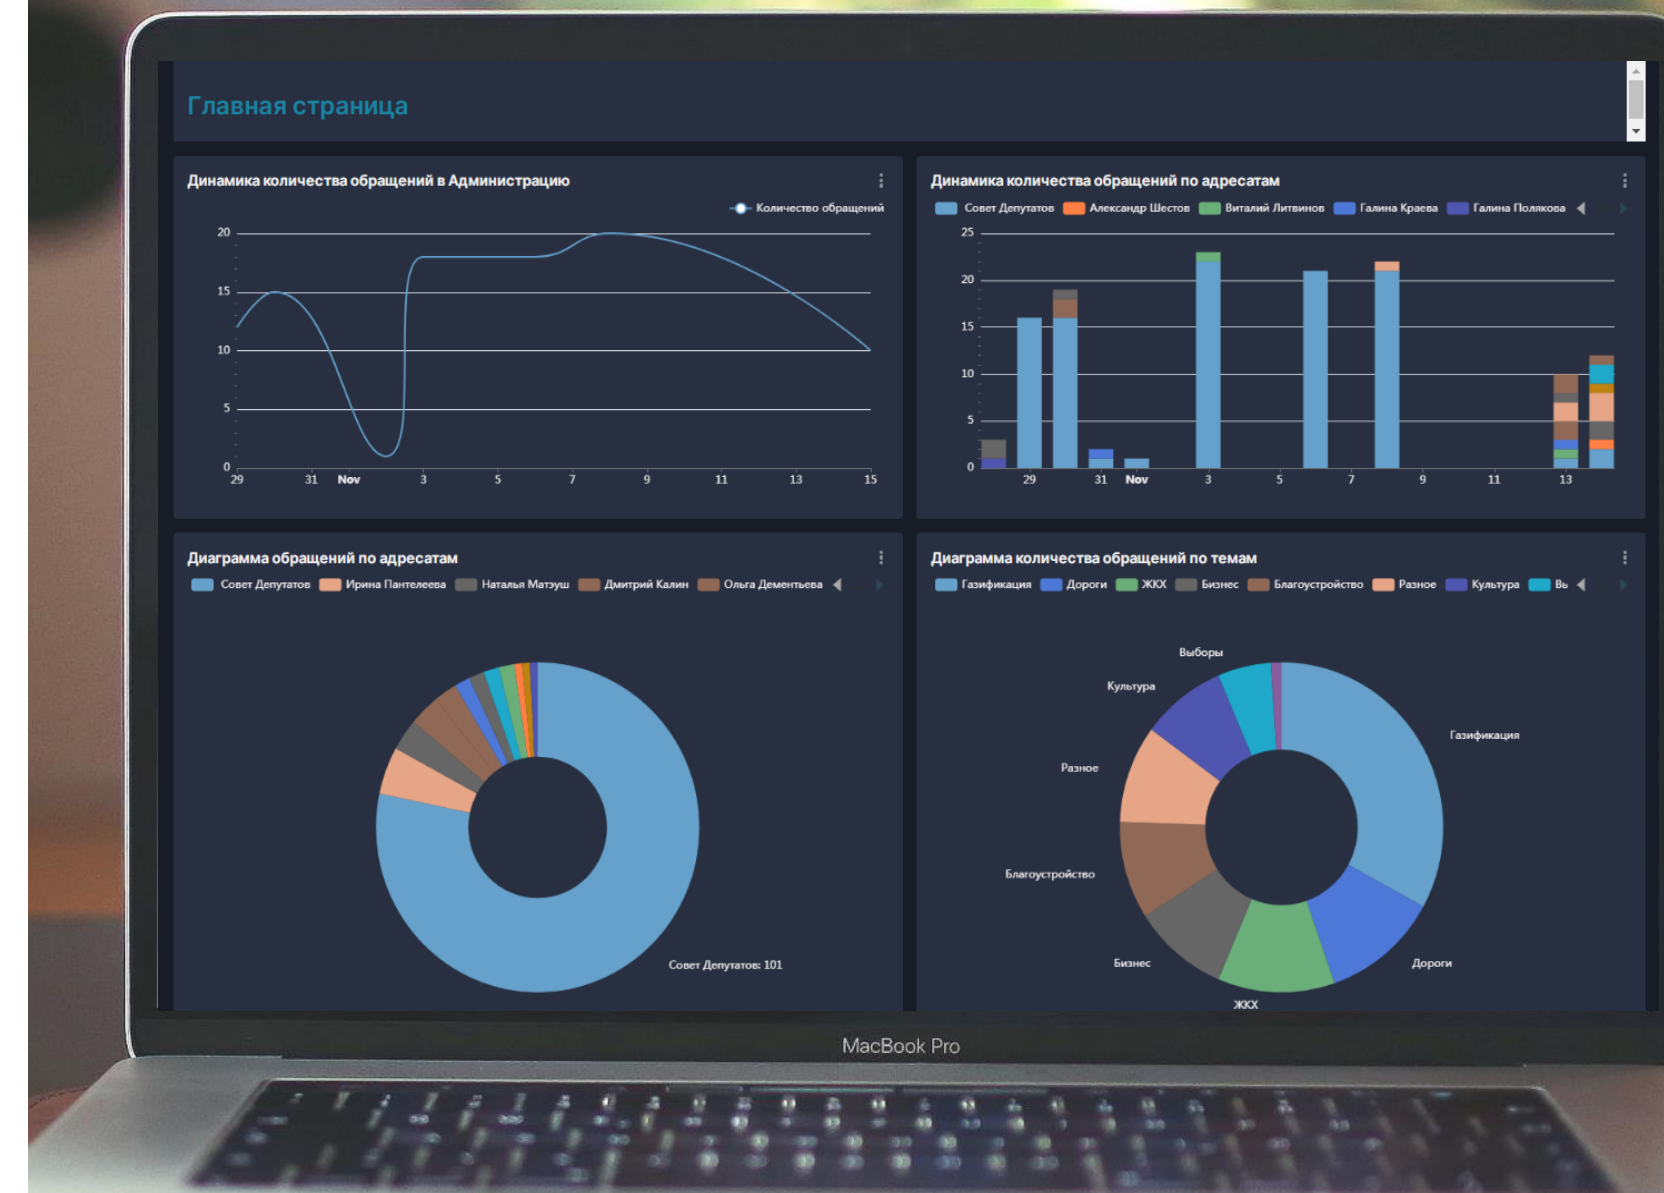 Главная страница
Динамика количества обращений в Администрацию
Количество обращений
20
15
10
5
0
29 31 Nov 3 5 7 9 11 13 15
Динамика количества обращений по адресатам
Совет Депутатов Александр Шестов Виталий Литвинов Галина Краева Галина Полякова
25
20
15
10
5
0
29 31 Nov 3 5 7 9 11 13
Диаграмма обращений по адресатам
Совет Депутатов Ирина Пантелеева Наталья Матэуш Дмитрий Калин Ольга Дементьева
Совет Депутатов: 101
Диаграмма количества обращений по темам
Газификация Дороги ЖКХ Бизнес Благоустройство Разное Культура Вы
Выборы
Культура
Газификация
Разное
Благоустройство
Бизнес
Дороги
ЖКХ
MacBook Pro